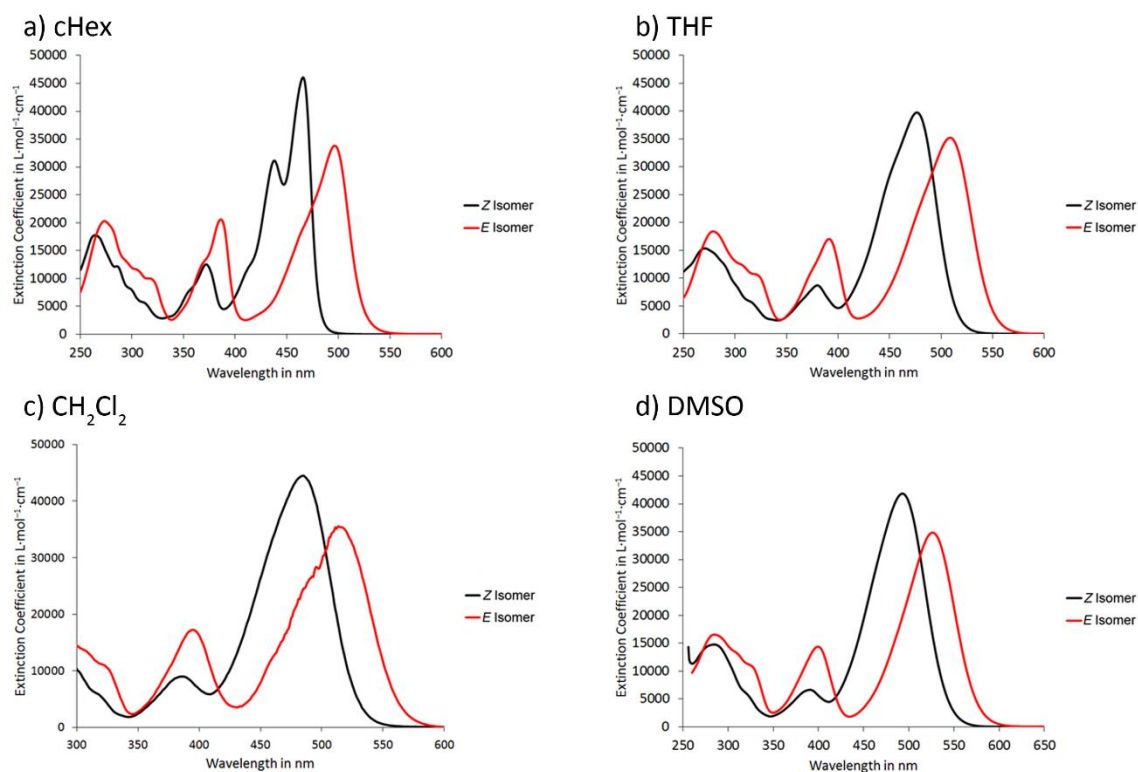 a) cHex
Extinction Coefficient in L·mol⁻¹·cm⁻¹
50000
45000
40000
35000
30000
25000
20000
15000
10000
5000
0
250 300 350 400 450 500 550 600
Wavelength in nm
Z Isomer
E Isomer
b) THF
Extinction Coefficient in L·mol⁻¹·cm⁻¹
50000
45000
40000
35000
30000
25000
20000
15000
10000
5000
0
250 300 350 400 450 500 550 600
Wavelength in nm
Z Isomer
E Isomer
c) CH₂Cl₂
Extinction Coefficient in L·mol⁻¹·cm⁻¹
50000
40000
30000
20000
10000
0
300 350 400 450 500 550 600
Wavelength in nm
Z Isomer
E Isomer
d) DMSO
Extinction Coefficient in L·mol⁻¹·cm⁻¹
50000
45000
40000
35000
30000
25000
20000
15000
10000
5000
0
250 300 350 400 450 500 550 600 650
Wavelength in nm
Z Isomer
E Isomer